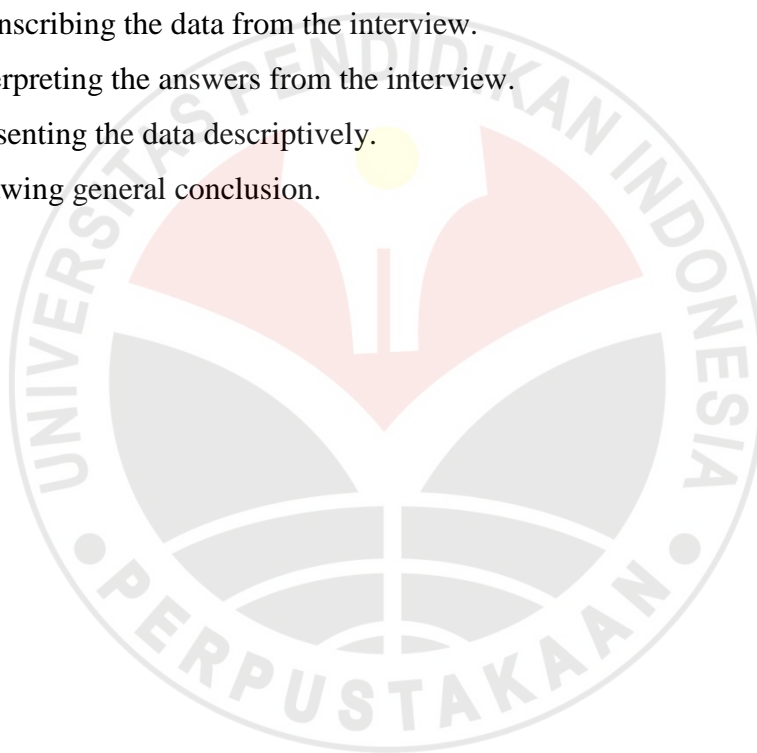 nscribing the data from the interview.
erpreting the answers from the interview.
senting the data descriptively.
wing general conclusion.
UNIVERSITAS PENDIDIKAN INDONESIA
PERPUSTAKAAN